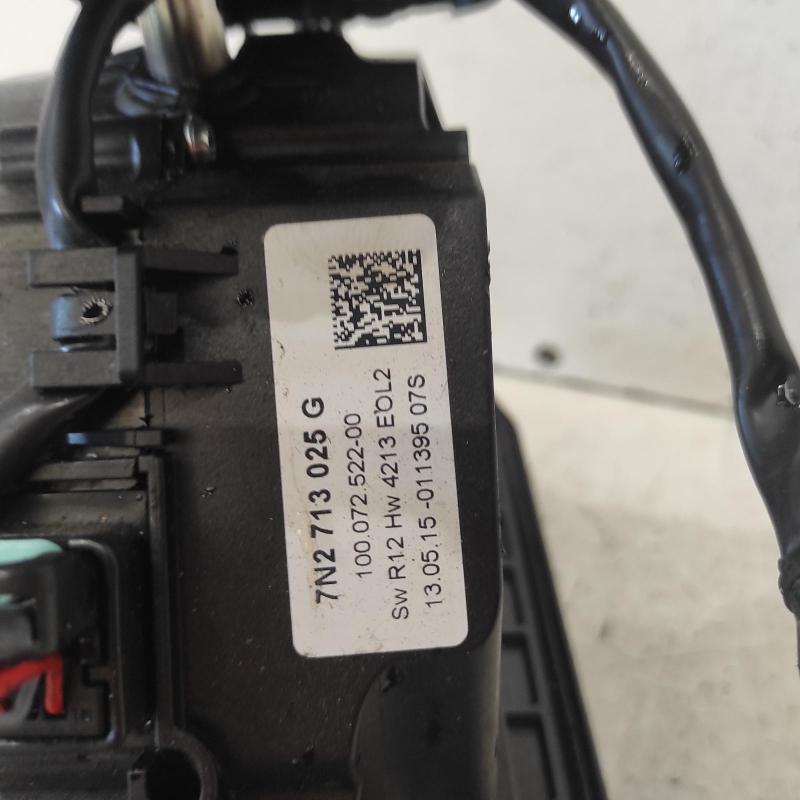 7N2 713 025 G
100.072.522-00
SW R12 HW 4213 EOL2
13.05.15 -011395 07S